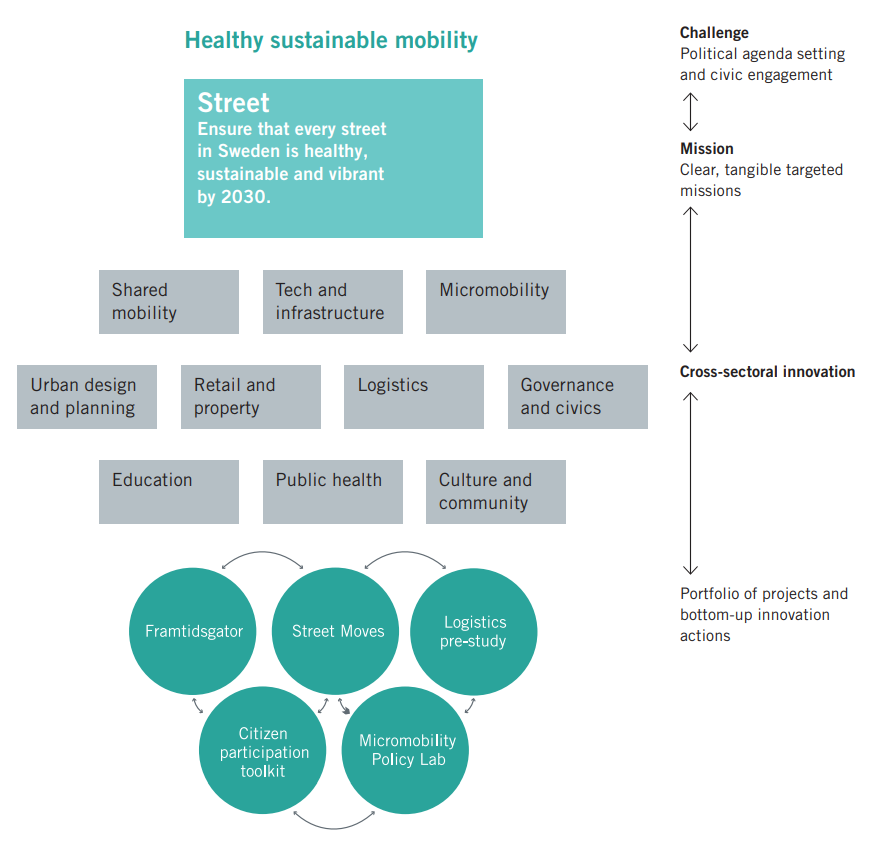 Healthy sustainable mobility
Street
Ensure that every street
in Sweden is healthy,
sustainable and vibrant
by 2030.
Shared
mobility
Tech and
infrastructure
Micromobility
Urban design
and planning
Retail and
property
Logistics
Governance
and civics
Education
Public health
Culture and
community
Framtidsgator
Street Moves
Logistics
pre-study
Citizen
participation
toolkit
Micromobility
Policy Lab
Challenge
Political agenda setting
and civic engagement
Mission
Clear, tangible targeted
missions
Cross-sectoral innovation
Portfolio of projects and
bottom-up innovation
actions